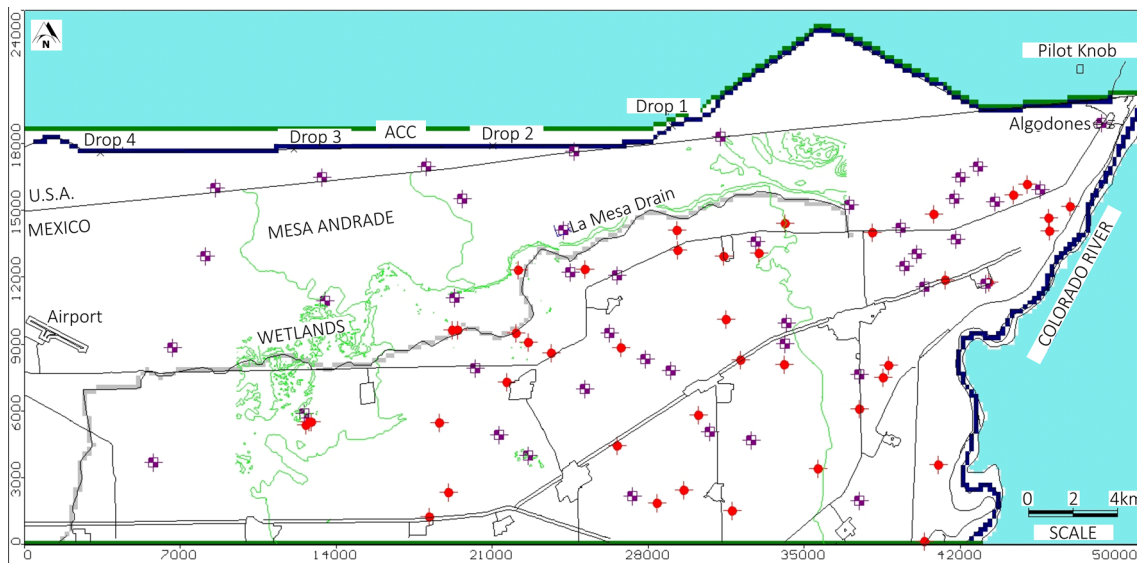 24000
N
Pilot Knob
Drop 1
Algodones
18000
Drop 4
Drop 3
ACC
Drop 2
U.S.A.
15000
MEXICO
MESA ANDRADE
La Mesa Drain
12000
COLORADO RIVER
Airport
WETLANDS
9000
6000
3000
0 2 4km
SCALE
0
0 7000 14000 21000 28000 35000 42000 50000